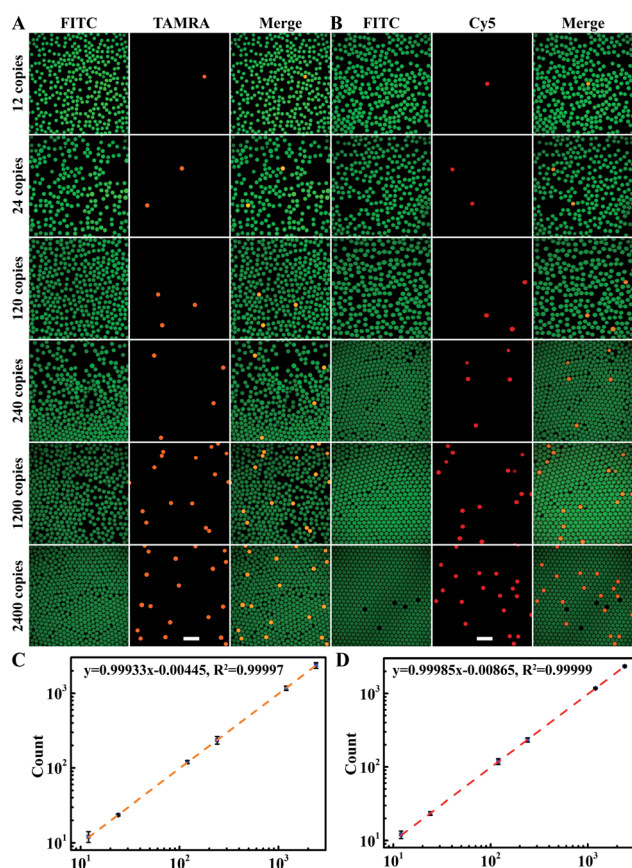 A FITC TAMRA Merge B FITC Cy5 Merge
12 copies
24 copies
120 copies
240 copies
1200 copies
2400 copies
C
y=0.99933x-0.00445, R²=0.99997
Count
10³
10²
10¹
10¹ 10² 10³
D
y=0.99985x-0.00865, R²=0.99999
Count
10³
10²
10¹
10¹ 10² 10³